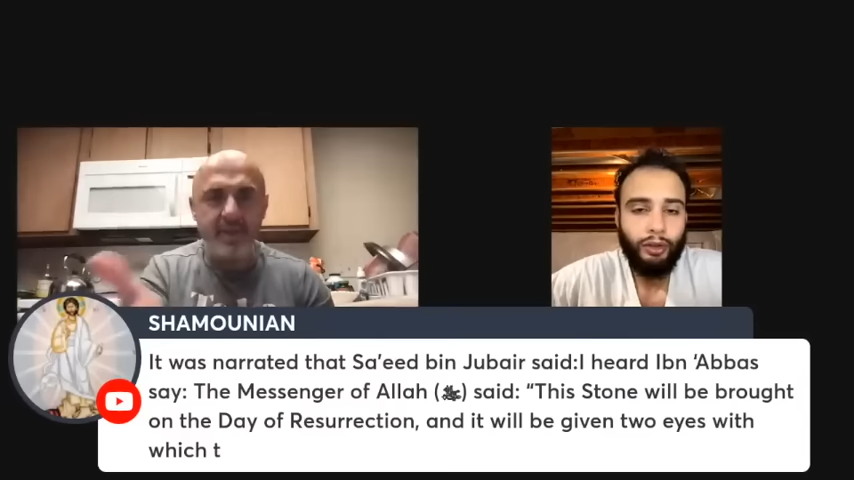 SHAMOUNIAN
It was narrated that Sa'eed bin Jubair said:I heard Ibn 'Abbas
say: The Messenger of Allah (ﷺ) said: “This Stone will be brought
on the Day of Resurrection, and it will be given two eyes with
which t